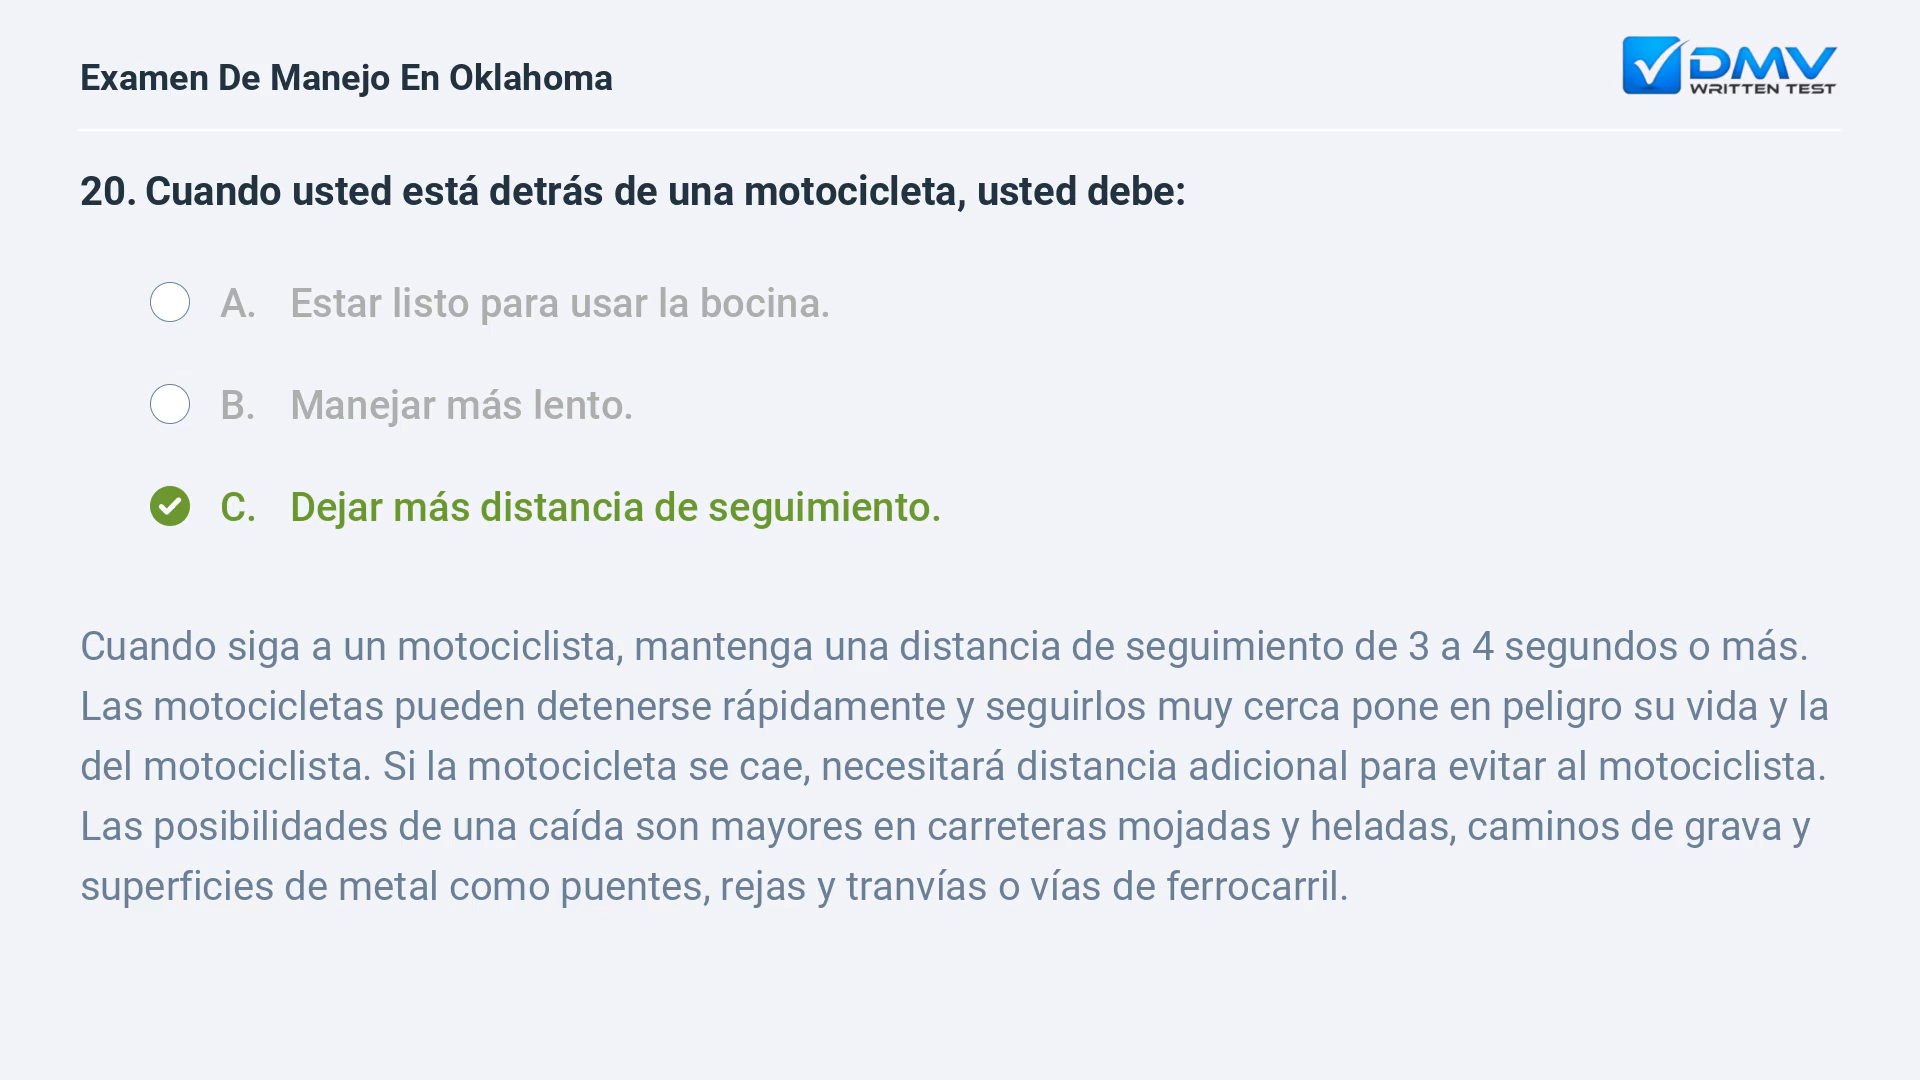 Examen De Manejo En Oklahoma
DMV
WRITTEN TEST
20. Cuando usted está detrás de una motocicleta, usted debe:
A. Estar listo para usar la bocina.
B. Manejar más lento.
C. Dejar más distancia de seguimiento.
Cuando siga a un motociclista, mantenga una distancia de seguimiento de 3 a 4 segundos o más.
Las motocicletas pueden detenerse rápidamente y seguirlos muy cerca pone en peligro su vida y la
del motociclista. Si la motocicleta se cae, necesitará distancia adicional para evitar al motociclista.
Las posibilidades de una caída son mayores en carreteras mojadas y heladas, caminos de grava y
superficies de metal como puentes, rejas y tranvías o vías de ferrocarril.